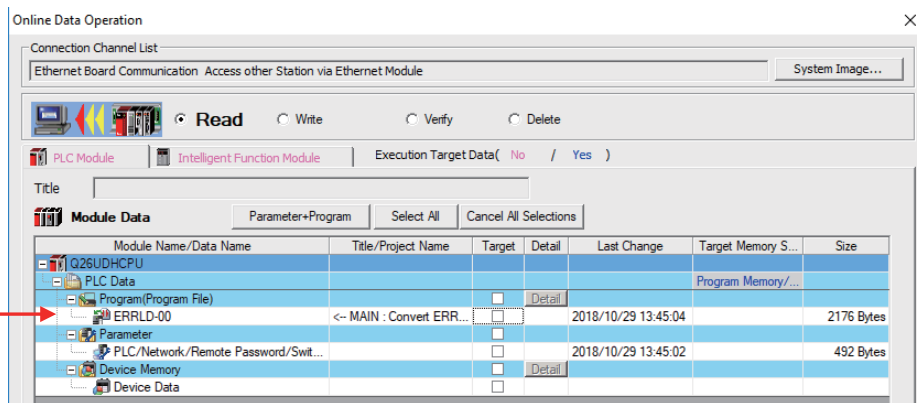 Online Data Operation
Connection Channel List
Ethernet Board Communication Access other Station via Ethernet Module
System Image...
Read Write Verify Delete
PLC Module Intelligent Function Module Execution Target Data( No / Yes )
Title
Module Data Parameter+Program Select All Cancel All Selections
Module Name/Data Name Title/Project Name Target Detail Last Change Target Memory S... Size
Q26UDHCPU
PLC Data Program Memory/...
Program(Program File) Detail
ERRLD-00 <-- MAIN : Convert ERR... 2018/10/29 13:45:04 2176 Bytes
Parameter
PLC/Network/Remote Password/Swit... 2018/10/29 13:45:02 492 Bytes
Device Memory Detail
Device Data